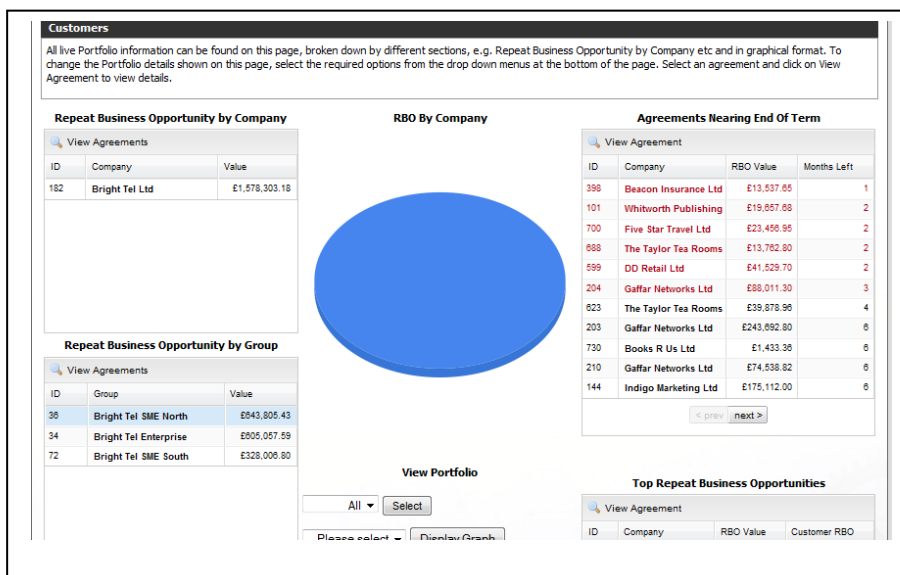 Customers
All live Portfolio information can be found on this page, broken down by different sections, e.g. Repeat Business Opportunity by Company etc and in graphical format. To
change the Portfolio details shown on this page, select the required options from the drop down menus at the bottom of the page. Select an agreement and click on View
Agreement to view details.
Repeat Business Opportunity by Company
View Agreements
ID Company Value
182 Bright Tel Ltd £1,578,303.18
Repeat Business Opportunity by Group
View Agreements
ID Group Value
36 Bright Tel SME North £643,805.43
34 Bright Tel Enterprise £605,057.59
72 Bright Tel SME South £328,006.80
RBO By Company
View Portfolio
All Select
Please select Display Graph
Agreements Nearing End Of Term
View Agreement
ID Company RBO Value Months Left
398 Beacon Insurance Ltd £13,537.65 1
101 Whitworth Publishing £19,657.68 2
700 Five Star Travel Ltd £23,456.95 2
688 The Taylor Tea Rooms £13,762.80 2
599 DD Retail Ltd £41,529.70 2
204 Gaffar Networks Ltd £88,011.30 3
623 The Taylor Tea Rooms £39,878.96 4
203 Gaffar Networks Ltd £243,692.80 6
730 Books R Us Ltd £1,433.36 6
210 Gaffar Networks Ltd £74,538.82 6
144 Indigo Marketing Ltd £175,112.00 6
< prev next >
Top Repeat Business Opportunities
View Agreement
ID Company RBO Value Customer RBO